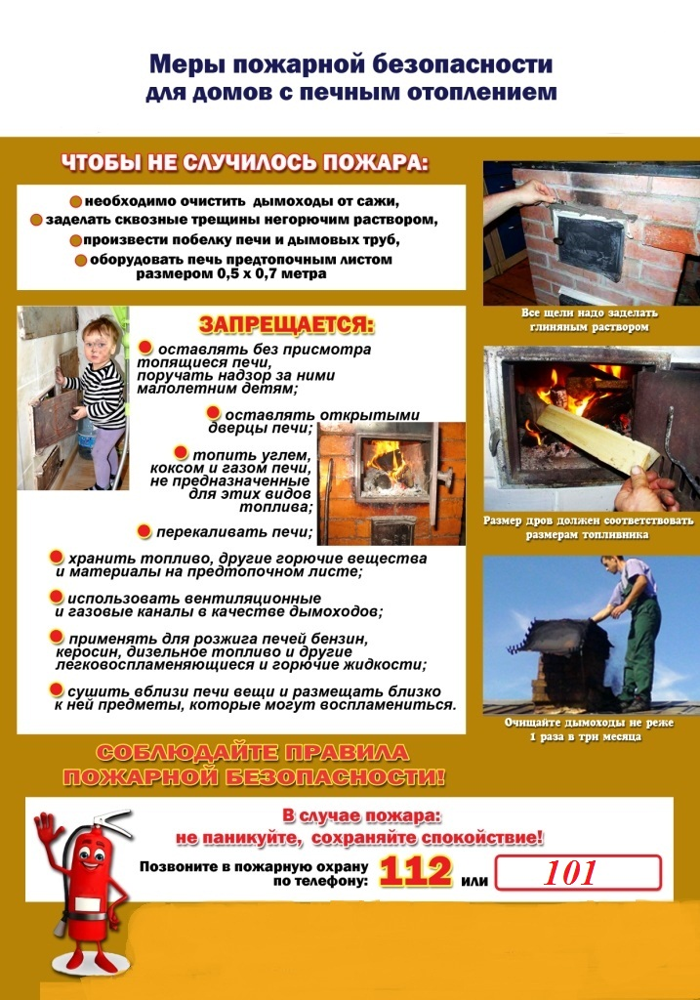 Меры пожарной безопасности
для домов с печным отоплением
ЧТОБЫ НЕ СЛУЧИЛОСЬ ПОЖАРА:
необходимо очистить дымоходы от сажи,
заделать сквозные трещины негорючим раствором,
произвести побелку печи и дымовых труб,
оборудовать печь предтопочным листом
размером 0,5 х 0,7 метра
Все щели надо заделать
глиняным раствором
ЗАПРЕЩАЕТСЯ:
оставлять без присмотра
топящиеся печи,
поручать надзор за ними
малолетним детям;
оставлять открытыми
дверцы печи;
топить углем,
коксом и газом печи,
не предназначенные
для этих видов
топлива;
перекаливать печи;
хранить топливо, другие горючие вещества
и материалы на предтопочном листе;
использовать вентиляционные
и газовые каналы в качестве дымоходов;
применять для розжига печей бензин,
керосин, дизельное топливо и другие
легковоспламеняющиеся и горючие жидкости;
сушить вблизи печи вещи и размещать близко
к ней предметы, которые могут воспламениться.
Размер дров должен соответствовать
размерам топливника
Очищайте дымоходы не реже
1 раза в три месяца
СОБЛЮДАЙТЕ ПРАВИЛА
ПОЖАРНОЙ БЕЗОПАСНОСТИ!
В случае пожара:
не паникуйте, сохраняйте спокойствие!
Позвоните в пожарную охрану
по телефону: 112 или 101